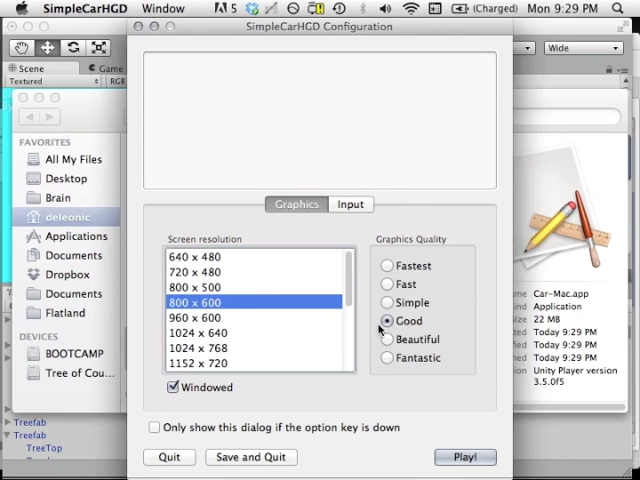 Window
5
(Charged)
Mon 9:29 PM
SimpleCarHGD Configuration
Wide
Scene
Game
Textured
RGB
FAVORITES
All My Files
Desktop
Brain
deleonic
Applications
Documents
Dropbox
Documents
Flatland
DEVICES
BOOTCAMP
Tree of Cou...
Treefab
Treefab
TreeTop
Graphics
Input
Screen resolution
640 x 480
720 x 480
800 x 500
800 x 600
960 x 600
1024 x 640
1024 x 768
1152 x 720
Windowed
Graphics Quality
Fastest
Fast
Simple
Good
Beautiful
Fantastic
Only show this dialog if the option key is down
Quit
Save and Quit
Play!
Car-Mac.app
Application
22 MB
Today 9:29 PM
Today 9:29 PM
Today 9:29 PM
Unity Player version
3.5.0f5